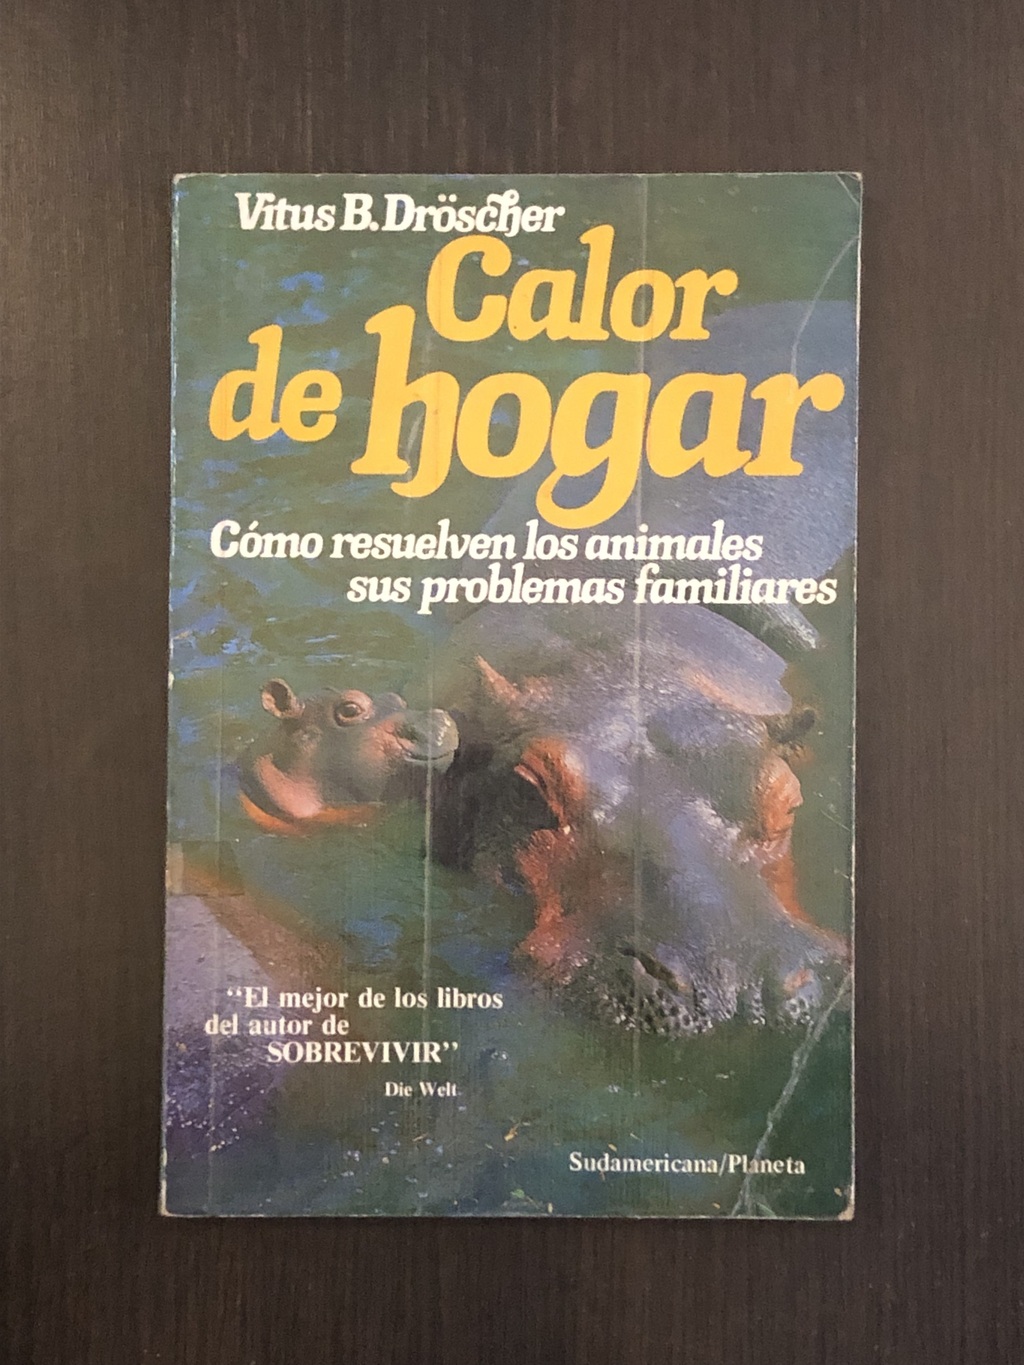 Vitus B. Dröscher
Calor
de hogar
Cómo resuelven los animales
sus problemas familiares
“El mejor de los libros
del autor de
SOBREVIVIR”
Die Welt
Sudamericana/Planeta